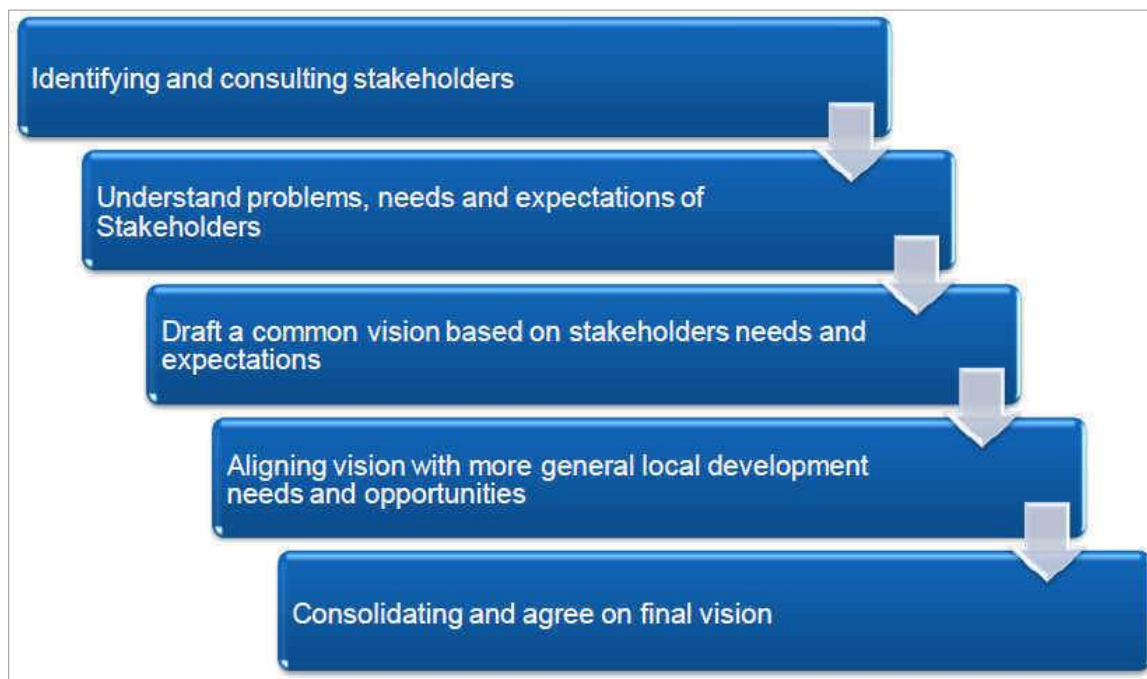 Identifying and consulting stakeholders
Understand problems, needs and expectations of
Stakeholders
Draft a common vision based on stakeholders needs and
expectations
Aligning vision with more general local development
needs and opportunities
Consolidating and agree on final vision